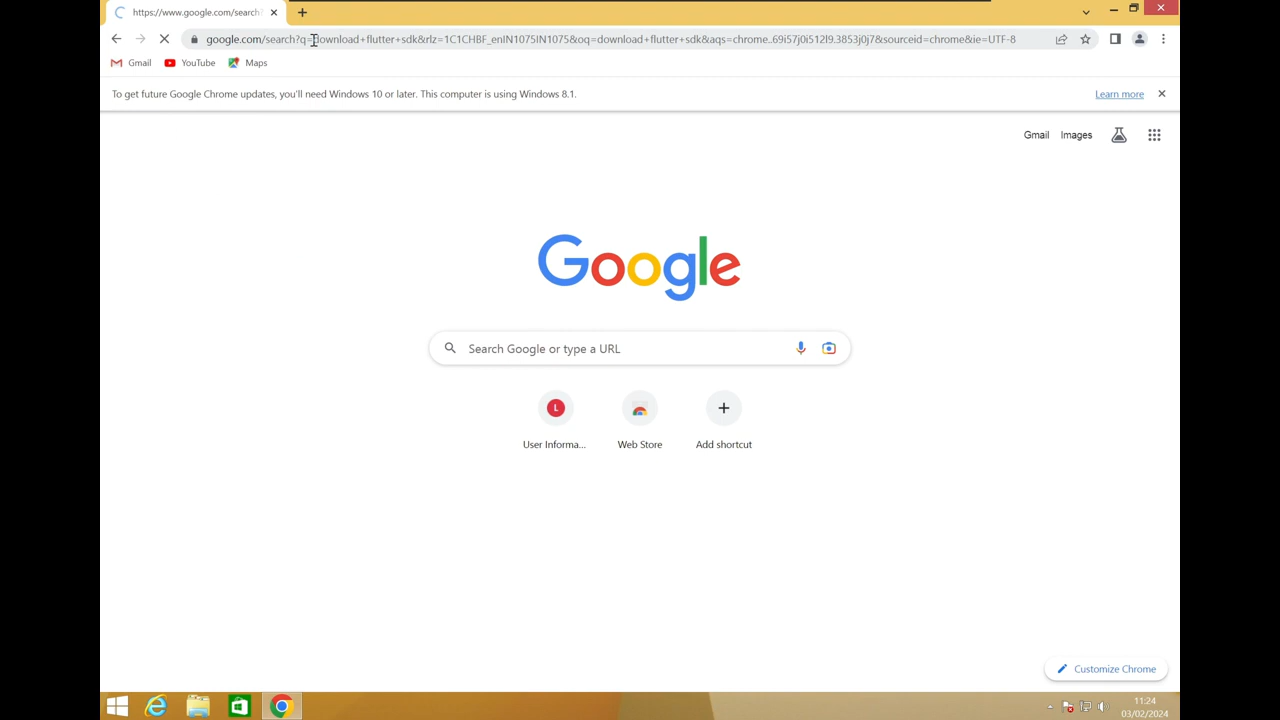 https://www.google.com/search?
google.com/search?q=download+flutter+sdk&rlz=1C1CHBF_enIN1075IN1075&oq=download+flutter+sdk&aqs=chrome..69i57j0i512l9.3853j0j7&sourceid=chrome&ie=UTF-8
Gmail YouTube Maps
To get future Google Chrome updates, you'll need Windows 10 or later. This computer is using Windows 8.1. Learn more
Gmail Images
Google
Search Google or type a URL
L
User Informa... Web Store Add shortcut
Customize Chrome
11:24
03/02/2024